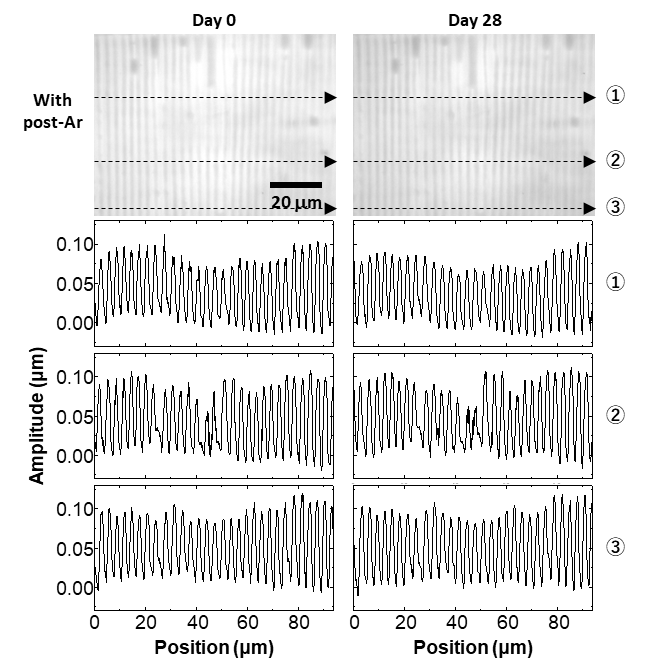 Day 0 Day 28
With
post-Ar
①
②
20 μm
③
0.10
0.05
0.00
①
Amplitude (μm)
0.10
0.05
0.00
②
0.10
0.05
0.00
③
0 20 40 60 80 0 20 40 60 80
Position (μm) Position (μm)